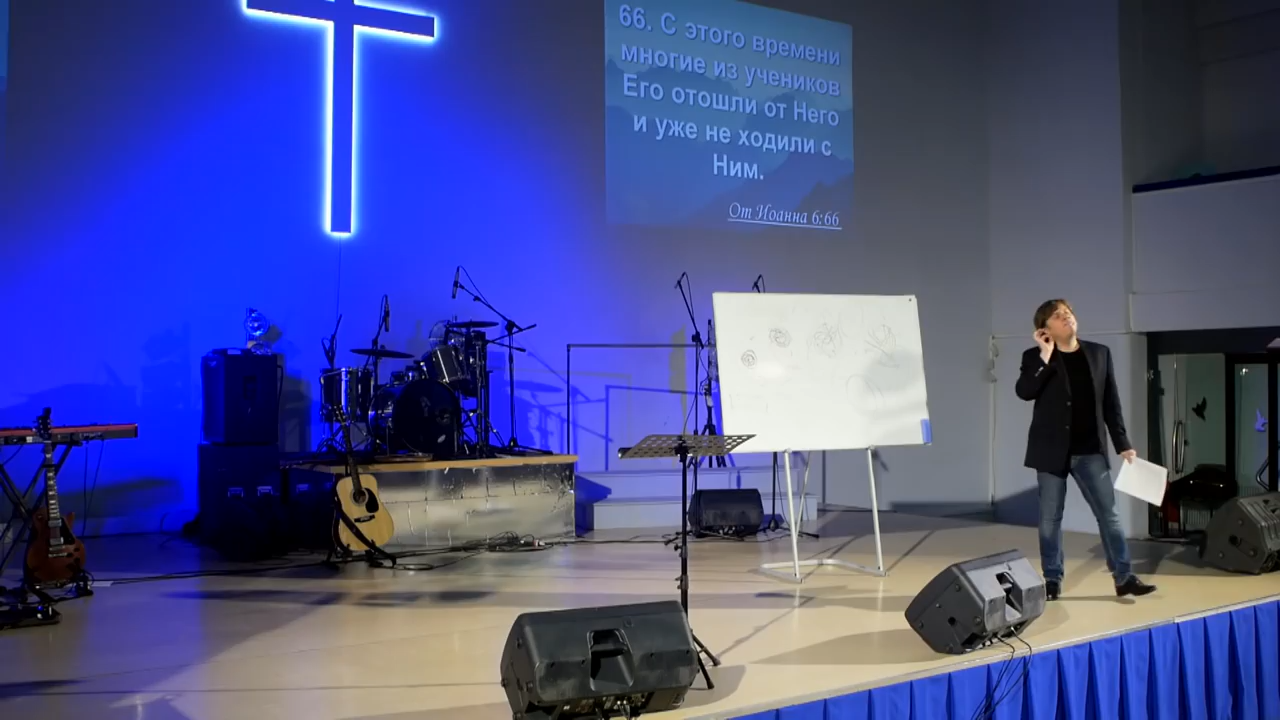 66. С этого времени
многие из учеников
Его отошли от Него
и уже не ходили с
Ним.
От Иоанна 6:66